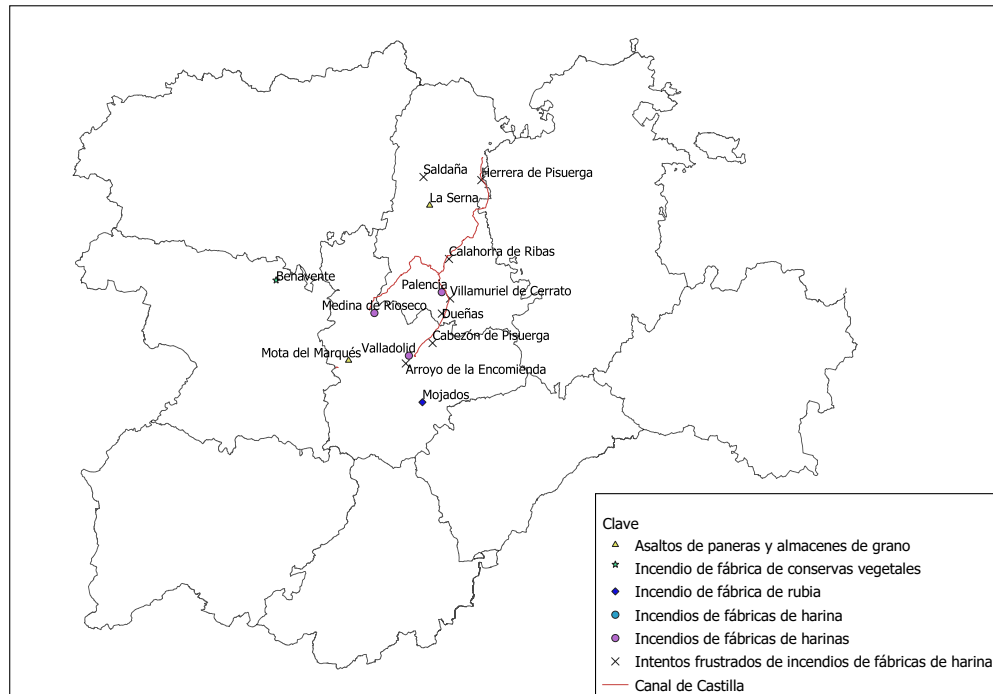 Saldaña
Herrera de Pisuerga
La Serna
Calahorra de Ribas
Benavente
Palencia
Villamuriel de Cerrato
Medina de Rioseco
Dueñas
Cabezón de Pisuerga
Mota del Marqués
Valladolid
Arroyo de la Encomienda
Mojados
Clave
Asaltos de paneras y almacenes de grano
Incendio de fábrica de conservas vegetales
Incendio de fábrica de rubia
Incendios de fábricas de harina
Incendios de fábricas de harinas
Intentos frustrados de incendios de fábricas de harina
Canal de Castilla